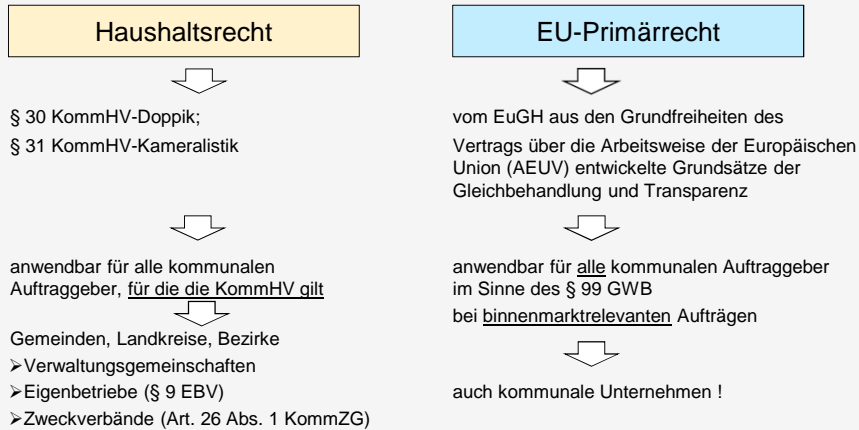 Haushaltsrecht
§ 30 KommHV-Doppik;
§ 31 KommHV-Kameralistik
anwendbar für alle kommunalen
Auftraggeber, für die die KommHV gilt
Gemeinden, Landkreise, Bezirke
➢Verwaltungsgemeinschaften
➢Eigenbetriebe (§ 9 EBV)
➢Zweckverbände (Art. 26 Abs. 1 KommZG)
EU-Primärrecht
vom EuGH aus den Grundfreiheiten des
Vertrags über die Arbeitsweise der Europäischen
Union (AEUV) entwickelte Grundsätze der
Gleichbehandlung und Transparenz
anwendbar für alle kommunalen Auftraggeber
im Sinne des § 99 GWB
bei binnenmarktrelevanten Aufträgen
auch kommunale Unternehmen !